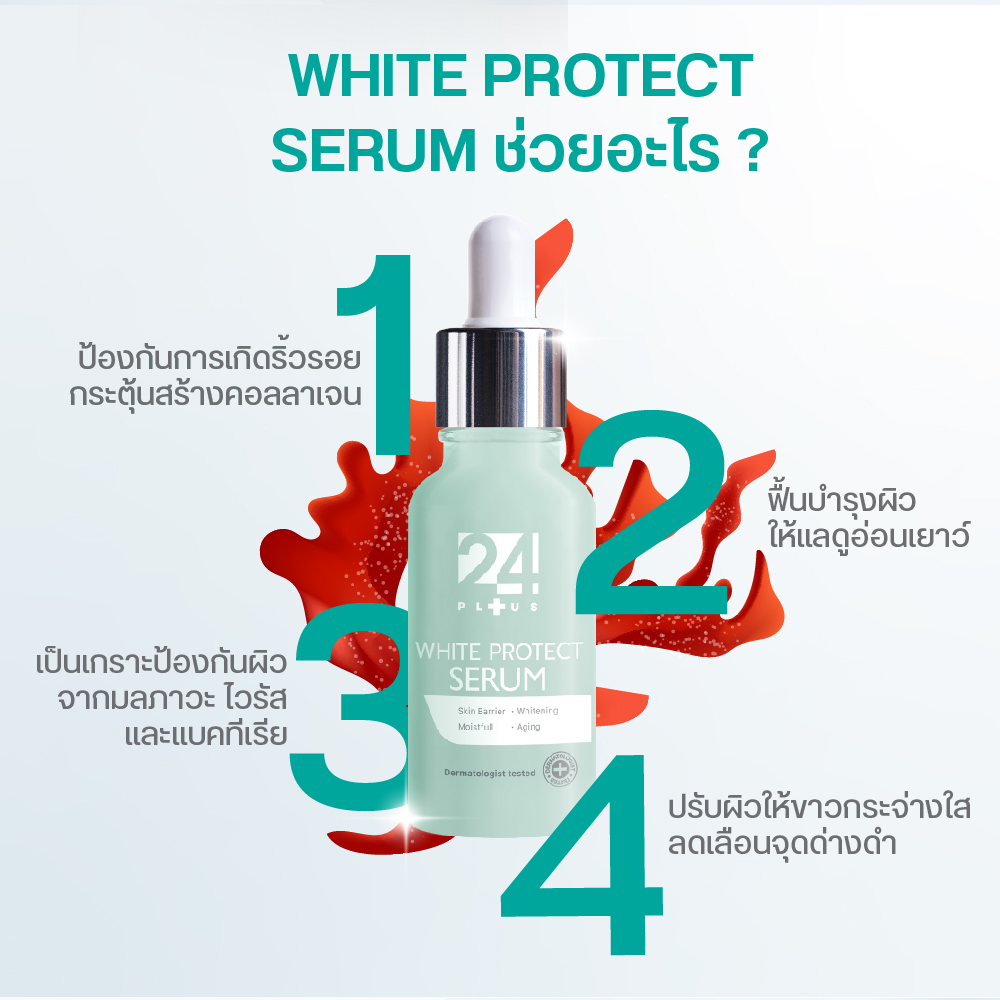 WHITE PROTECT
SERUM ช่วยอะไร ?
1
ป้องกันการเกิดริ้วรอย
กระตุ้นสร้างคอลลาเจน
2
ฟื้นบำรุงผิว
ให้แลดูอ่อนเยาว์
24!
PLUS
WHITE PROTECT
SERUM
Skin Barrier • Whitening
Moistfull • Aging
Dermatologist tested
3
เป็นเกราะป้องกันผิว
จากมลภาวะ ไวรัส
และแบคทีเรีย
4
ปรับผิวให้ขาวกระจ่างใส
ลดเลือนจุดด่างดำ